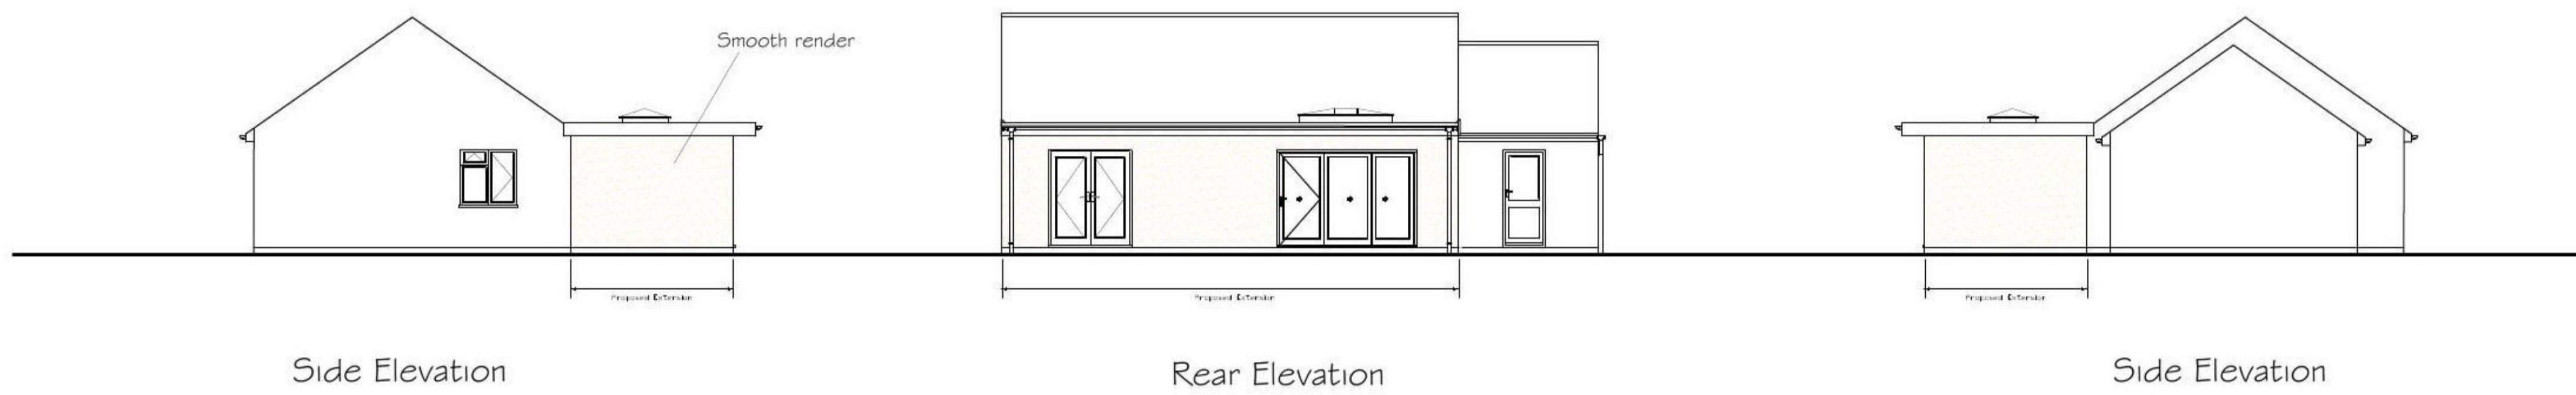 Smooth render
Proposed Extension
Proposed Extension
Proposed Extension
Side Elevation
Rear Elevation
Side Elevation